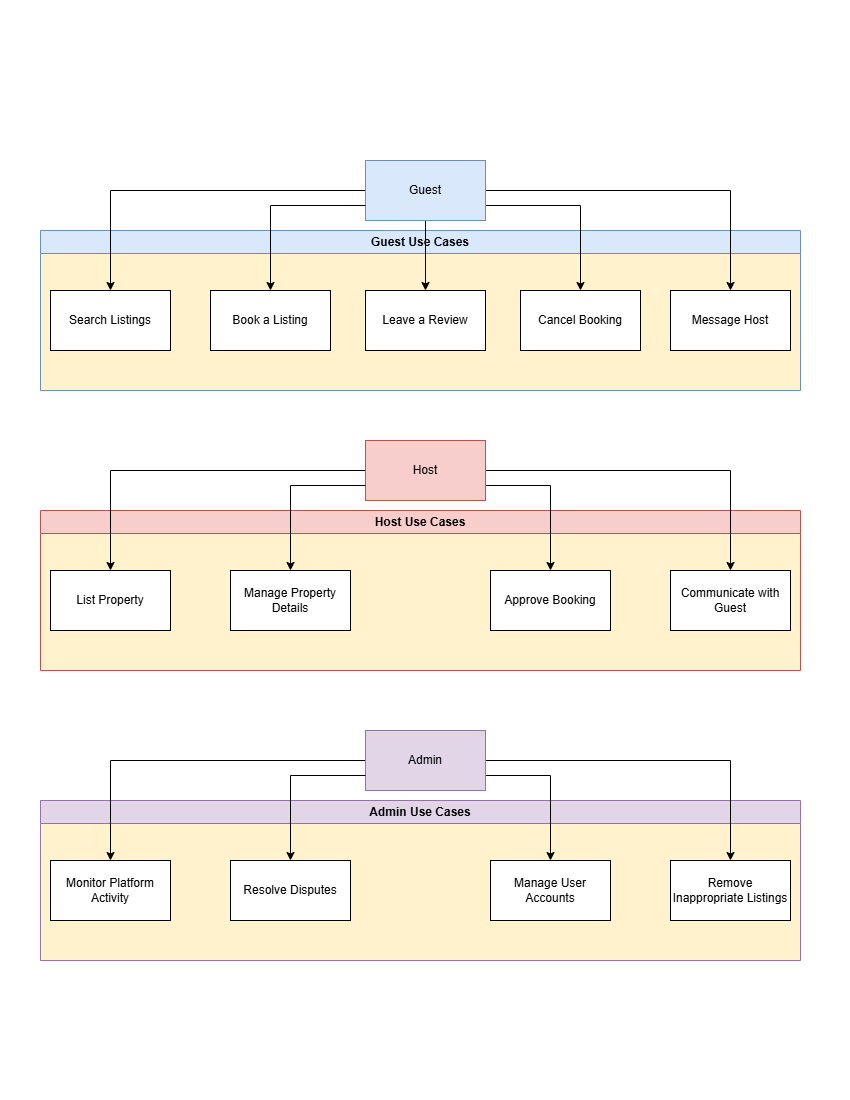 Guest
Guest Use Cases
Search Listings
Book a Listing
Leave a Review
Cancel Booking
Message Host
Host
Host Use Cases
List Property
Manage Property
Details
Approve Booking
Communicate with
Guest
Admin
Admin Use Cases
Monitor Platform
Activity
Resolve Disputes
Manage User
Accounts
Remove
Inappropriate Listings